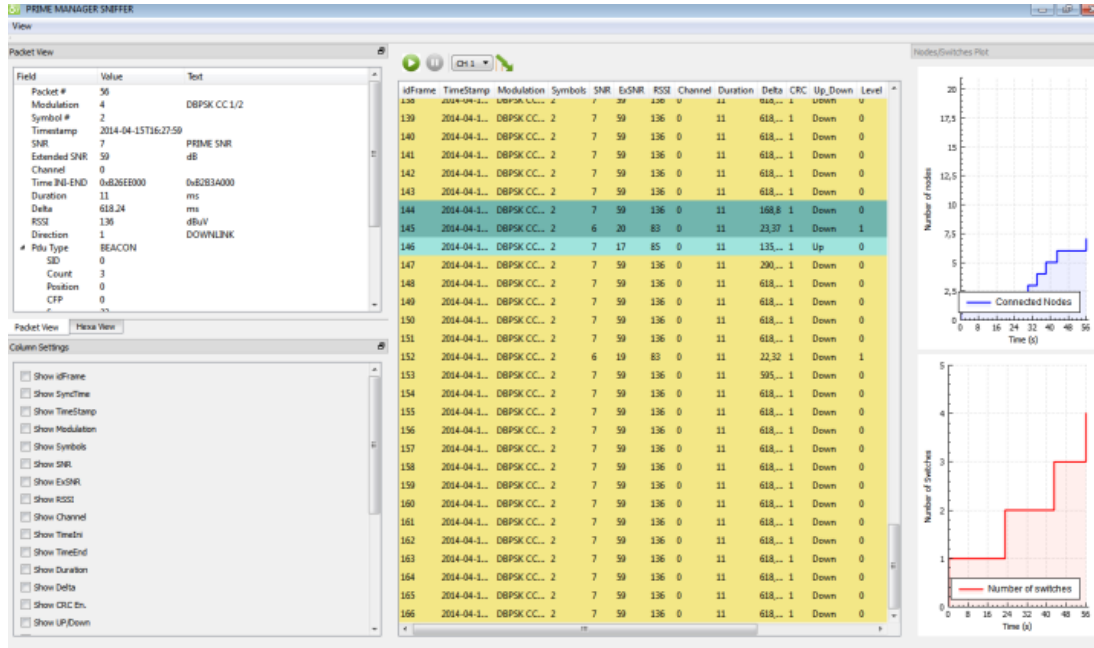 PRIME MANAGER SNIFFER
View
Packet View
Field Value Text
Packet # 56
Modulation 4 DBPSK CC 1/2
Symbol # 2
Timestamp 2014-04-15T16:27:59
SNR 7 PRIME SNR
Extended SNR 59 dB
Channel 0
Time INI-END 0xB26EE000 0xB2B3A000
Duration 11 ms
Delta 618.24 ms
RSSI 136 dBuV
Direction 1 DOWNLINK
Pdu Type BEACON
SID 0
Count 3
Position 0
CFP 0
Packet View Hexa View
Column Settings
Show idFrame
Show SyncTime
Show TimeStamp
Show Modulation
Show Symbols
Show SNR
Show ExSNR
Show RSSI
Show Channel
Show TimeIni
Show TimeEnd
Show Duration
Show Delta
Show CRC En.
Show UP/Down
CH 1
idFrame TimeStamp Modulation Symbols SNR ExSNR RSSI Channel Duration Delta CRC Up_Down Level
138 2014-04-1... DBPSK CC... 2 7 59 136 0 11 618,... 1 Down 0
139 2014-04-1... DBPSK CC... 2 7 59 136 0 11 618,... 1 Down 0
140 2014-04-1... DBPSK CC... 2 7 59 136 0 11 618,... 1 Down 0
141 2014-04-1... DBPSK CC... 2 7 59 136 0 11 618,... 1 Down 0
142 2014-04-1... DBPSK CC... 2 7 59 136 0 11 618,... 1 Down 0
143 2014-04-1... DBPSK CC... 2 7 59 136 0 11 618,... 1 Down 0
144 2014-04-1... DBPSK CC... 2 7 59 136 0 11 168,8 1 Down 0
145 2014-04-1... DBPSK CC... 2 6 20 83 0 11 23,37 1 Down 1
146 2014-04-1... DBPSK CC... 2 7 17 85 0 11 135,... 1 Up 0
147 2014-04-1... DBPSK CC... 2 7 59 136 0 11 290,... 1 Down 0
148 2014-04-1... DBPSK CC... 2 7 59 136 0 11 618,... 1 Down 0
149 2014-04-1... DBPSK CC... 2 7 59 136 0 11 618,... 1 Down 0
150 2014-04-1... DBPSK CC... 2 7 59 136 0 11 618,... 1 Down 0
151 2014-04-1... DBPSK CC... 2 7 59 136 0 11 618,... 1 Down 0
152 2014-04-1... DBPSK CC... 2 6 19 83 0 11 22,32 1 Down 1
153 2014-04-1... DBPSK CC... 2 7 59 136 0 11 595,... 1 Down 0
154 2014-04-1... DBPSK CC... 2 7 59 136 0 11 618,... 1 Down 0
155 2014-04-1... DBPSK CC... 2 7 59 136 0 11 618,... 1 Down 0
156 2014-04-1... DBPSK CC... 2 7 59 136 0 11 618,... 1 Down 0
157 2014-04-1... DBPSK CC... 2 7 59 136 0 11 618,... 1 Down 0
158 2014-04-1... DBPSK CC... 2 7 59 136 0 11 618,... 1 Down 0
159 2014-04-1... DBPSK CC... 2 7 59 136 0 11 618,... 1 Down 0
160 2014-04-1... DBPSK CC... 2 7 59 136 0 11 618,... 1 Down 0
161 2014-04-1... DBPSK CC... 2 7 59 136 0 11 618,... 1 Down 0
162 2014-04-1... DBPSK CC... 2 7 59 136 0 11 618,... 1 Down 0
163 2014-04-1... DBPSK CC... 2 7 59 136 0 11 618,... 1 Down 0
164 2014-04-1... DBPSK CC... 2 7 59 136 0 11 618,... 1 Down 0
165 2014-04-1... DBPSK CC... 2 7 59 136 0 11 618,... 1 Down 0
166 2014-04-1... DBPSK CC... 2 7 59 136 0 11 618,... 1 Down 0
Nodes/Switches Plot
Number of nodes
20
17,5
15
12,5
10
7,5
5
2,5
0
Connected Nodes
0 8 16 24 32 40 48 56
Time (s)
Number of Switches
5
4
3
2
1
0
Number of switches
0 8 16 24 32 40 48 56
Time (s)